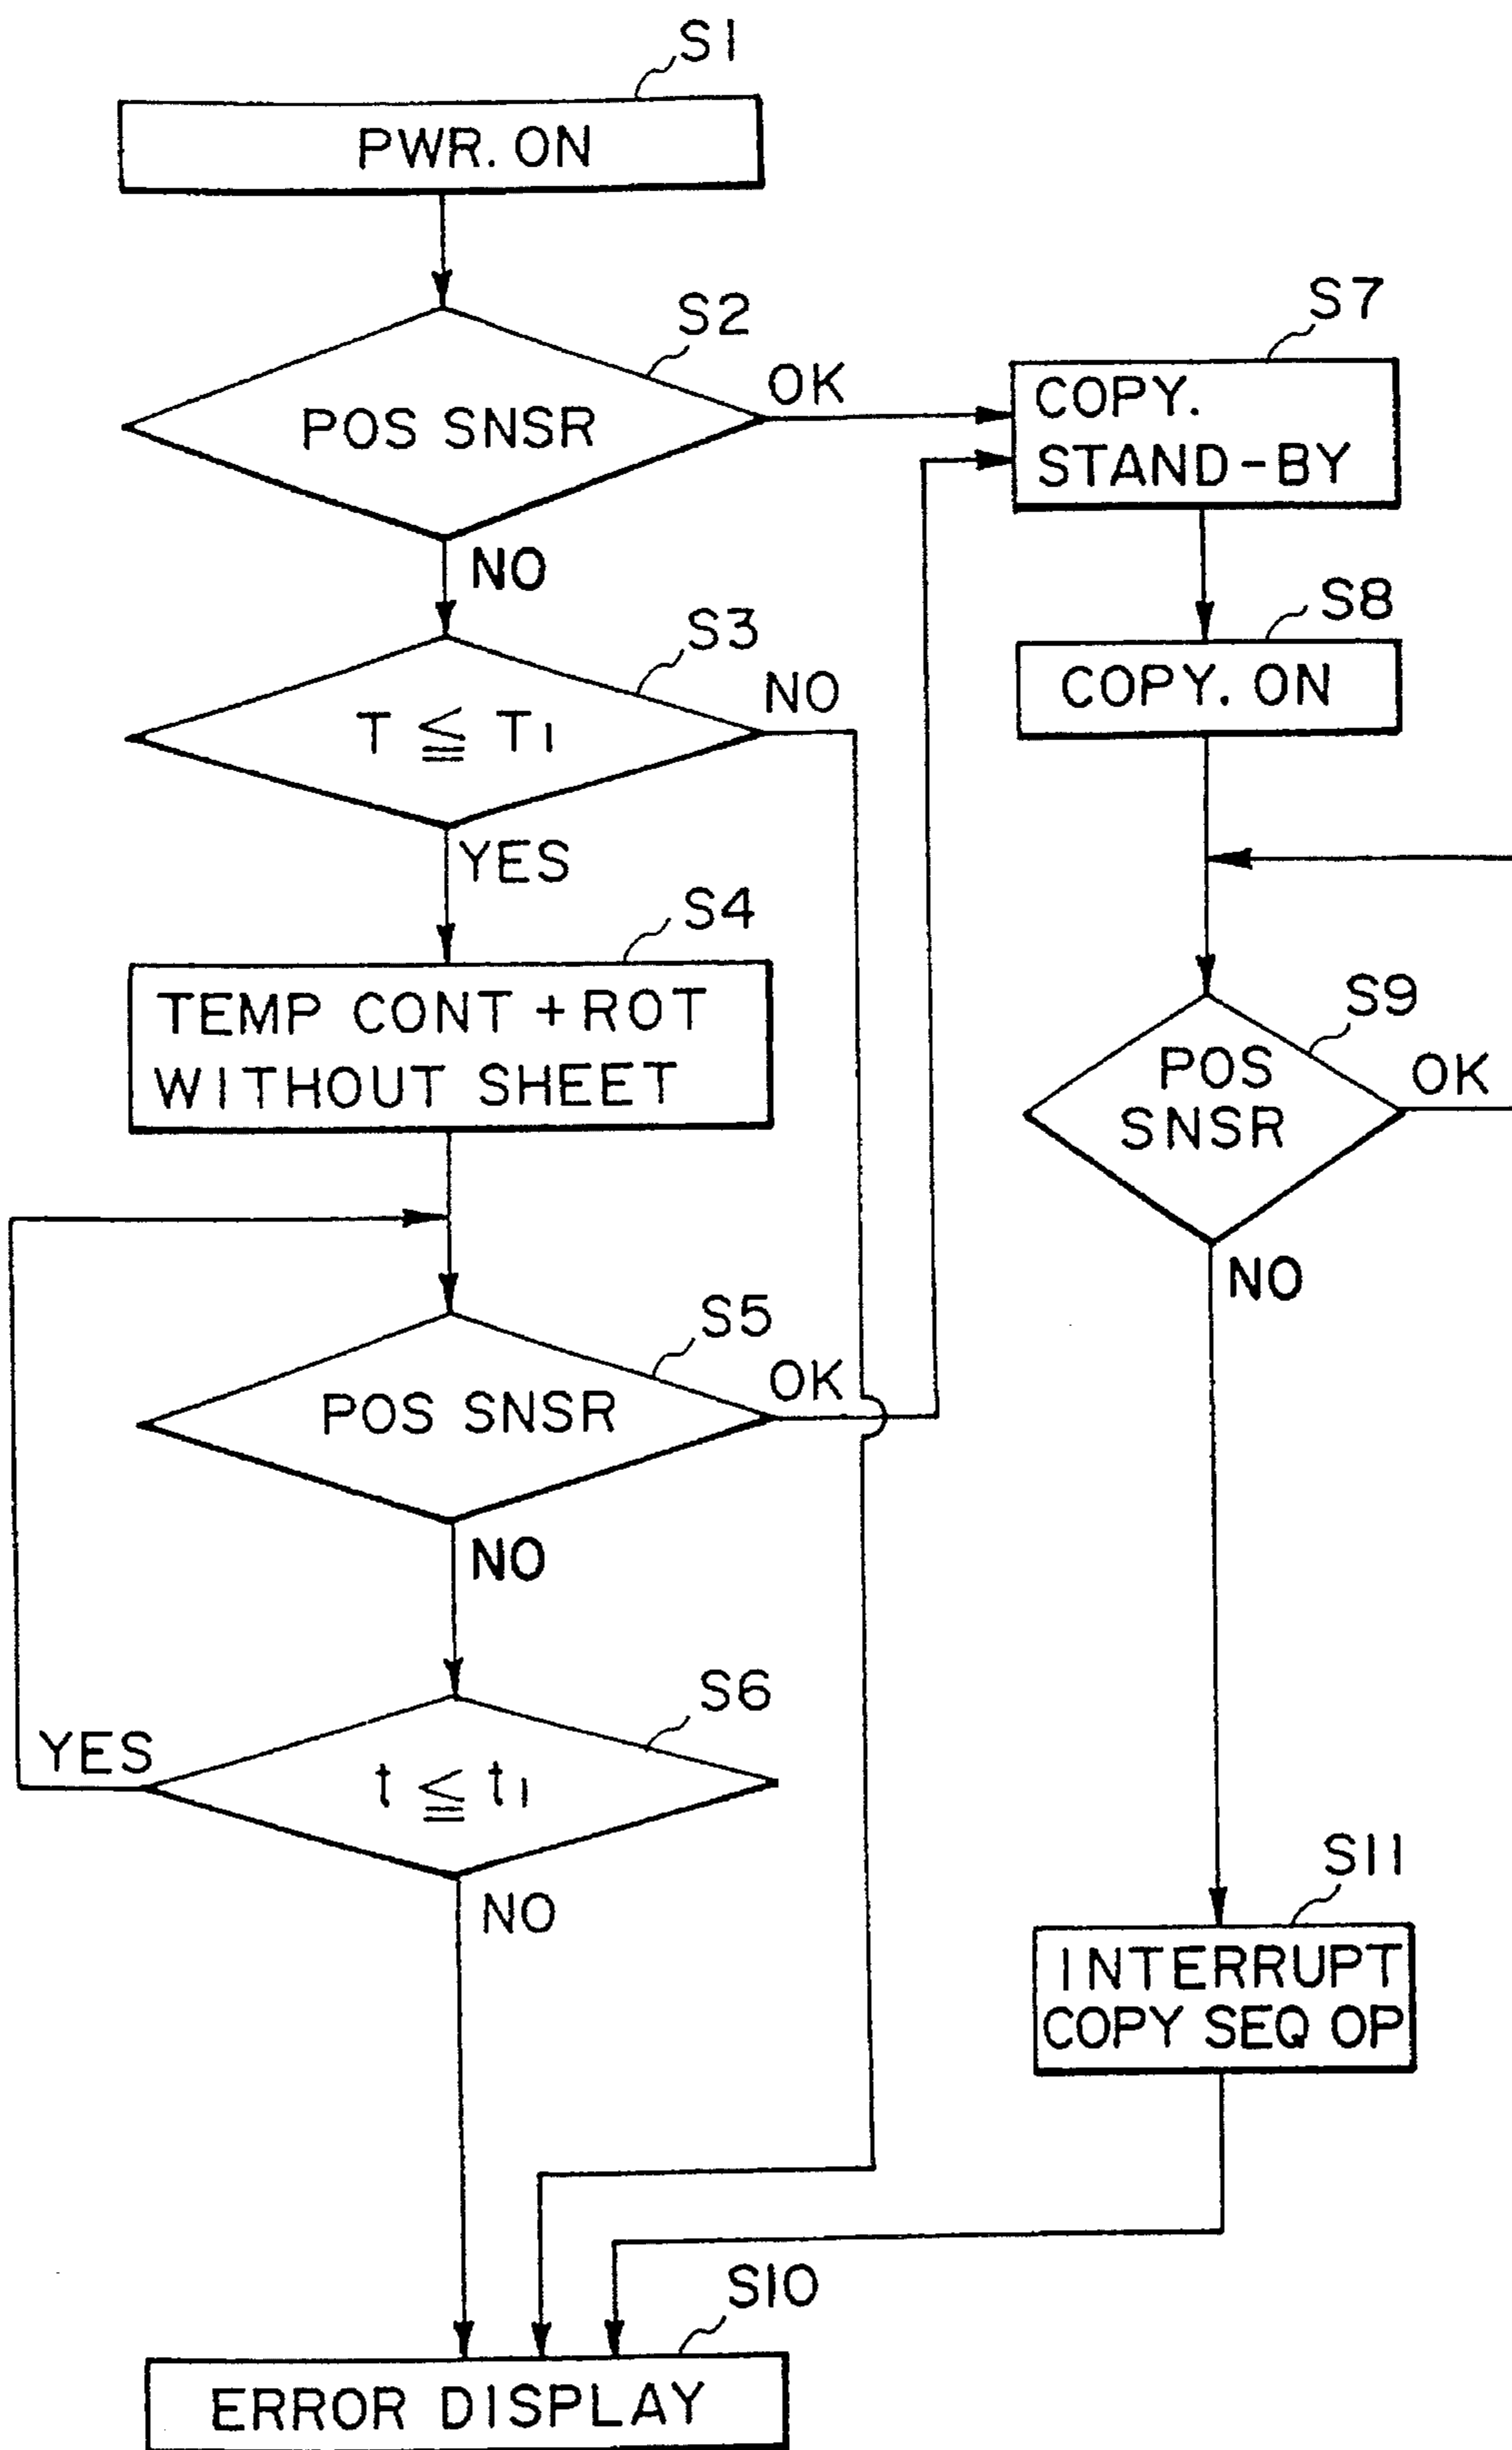 S1
PWR. ON
S2
POS SNSR
OK
NO
S3
T ≦ T1
NO
YES
S4
TEMP CONT + ROT
WITHOUT SHEET
S5
POS SNSR
OK
NO
S6
t ≦ t1
YES
NO
S7
COPY.
STAND-BY
S8
COPY. ON
S9
POS
SNSR
OK
NO
S11
INTERRUPT
COPY SEQ OP
S10
ERROR DISPLAY